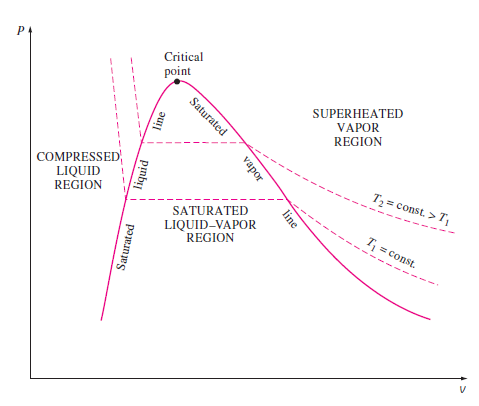 P
Critical
point
Saturated
line
SUPERHEATED
VAPOR
REGION
COMPRESSED
LIQUID
REGION
liquid
vapor
T₂ = const. > T₁
SATURATED
LIQUID–VAPOR
REGION
line
Saturated
T₁ = const.
v